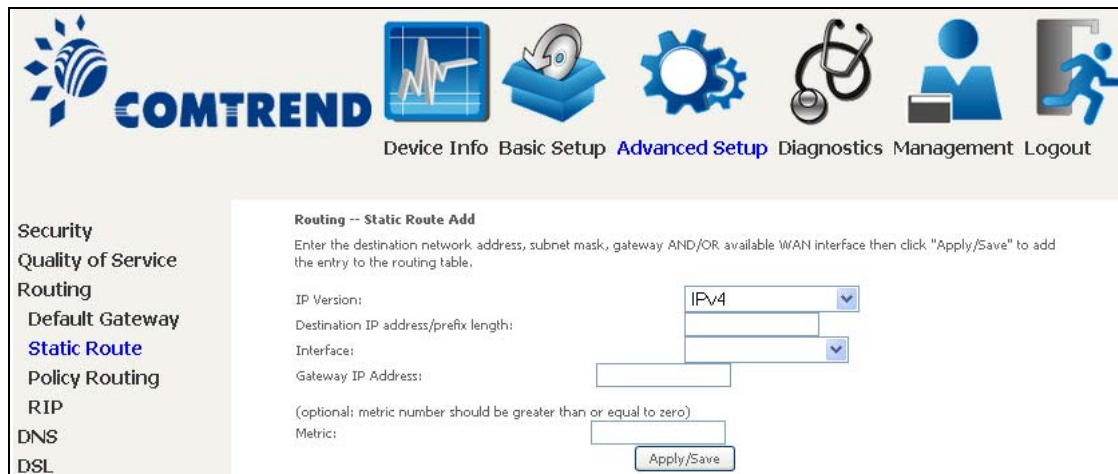 COMTREND
Device Info Basic Setup Advanced Setup Diagnostics Management Logout
Security
Quality of Service
Routing
Default Gateway
Static Route
Policy Routing
RIP
DNS
DSL
Routing -- Static Route Add
Enter the destination network address, subnet mask, gateway AND/OR available WAN interface then click "Apply/Save" to add
the entry to the routing table.
IP Version: IPv4
Destination IP address/prefix length:
Interface:
Gateway IP Address:
(optional: metric number should be greater than or equal to zero)
Metric:
Apply/Save